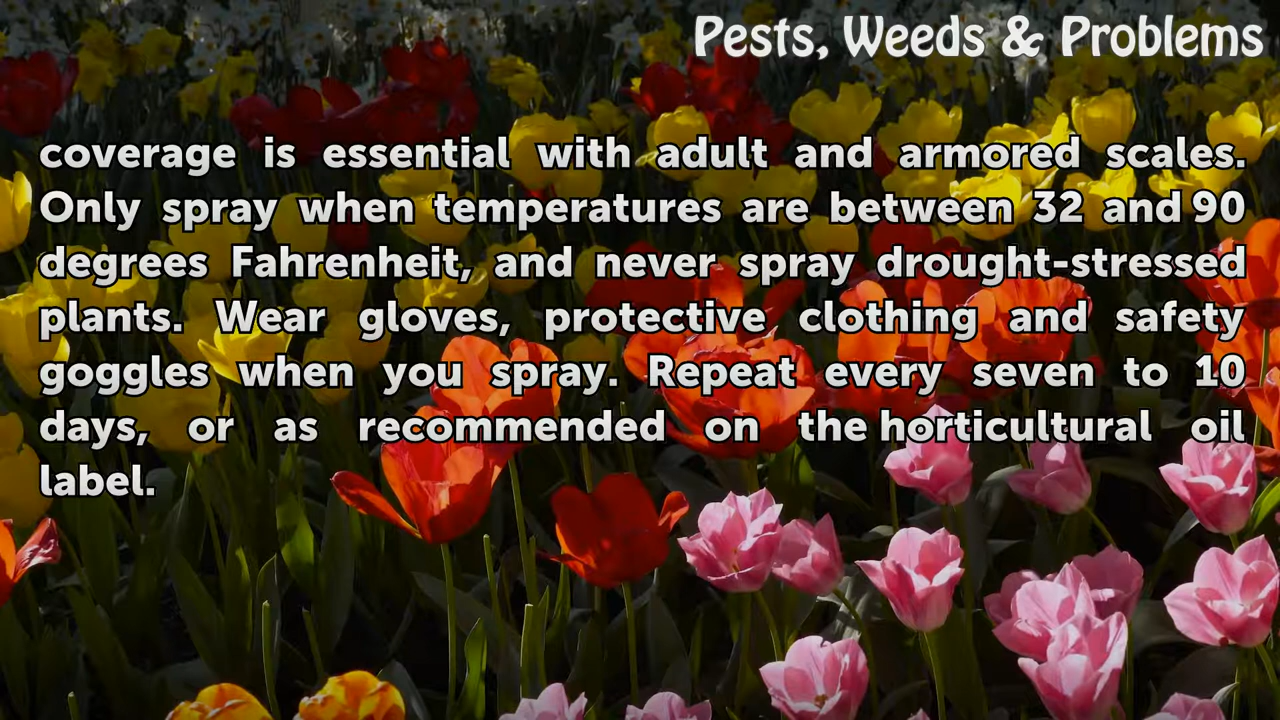 Pests, Weeds & Problems
coverage is essential with adult and armored scales.
Only spray when temperatures are between 32 and 90
degrees Fahrenheit, and never spray drought-stressed
plants. Wear gloves, protective clothing and safety
goggles when you spray. Repeat every seven to 10
days, or as recommended on the horticultural oil
label.